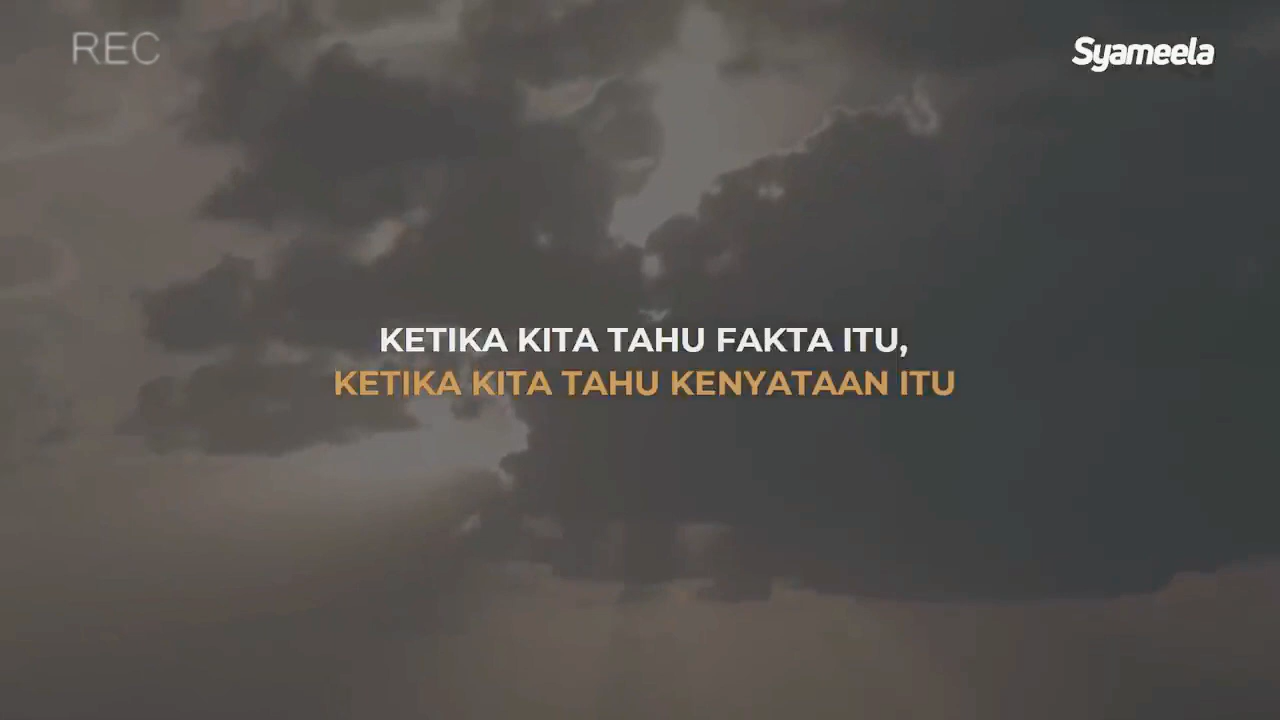 REC
Syameela
KETIKA KITA TAHU FAKTA ITU,
KETIKA KITA TAHU KENYATAAN ITU